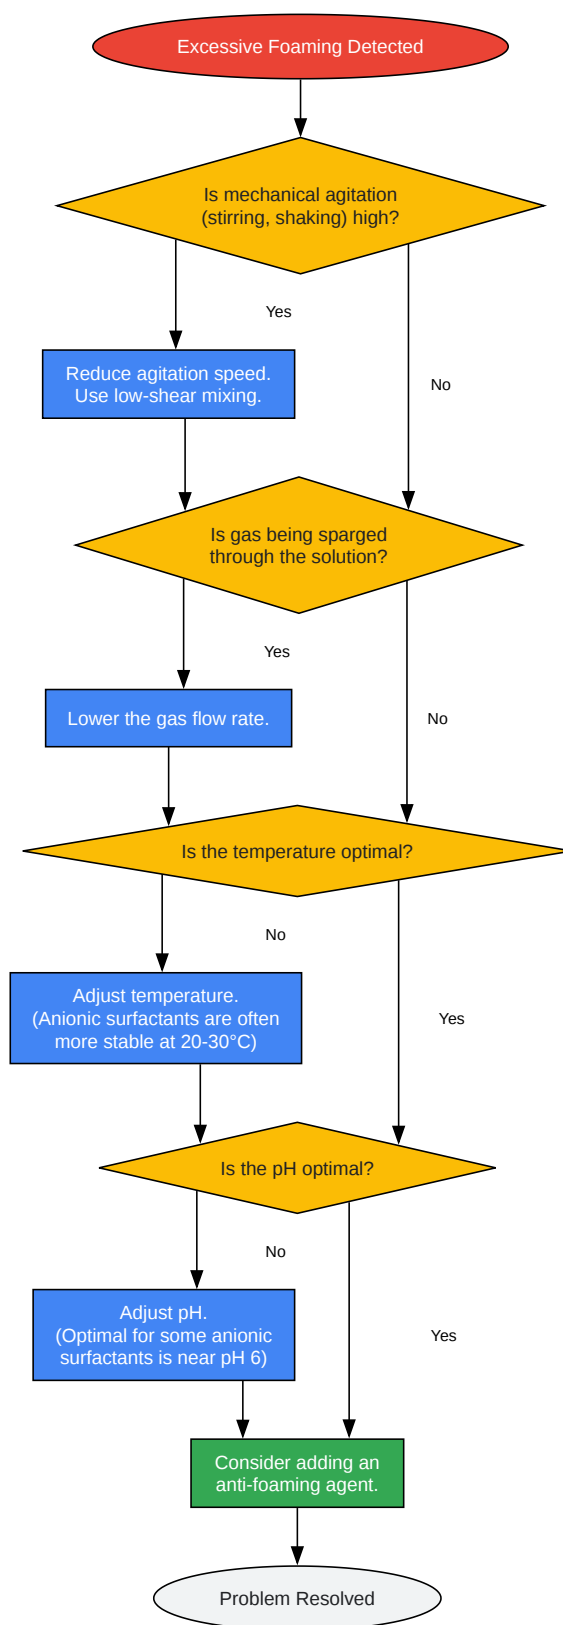 Excessive Foaming Detected
Is mechanical agitation
(stirring, shaking) high?
Yes
Reduce agitation speed.
Use low-shear mixing.
No
Is gas being sparged
through the solution?
Yes
Lower the gas flow rate.
No
Is the temperature optimal?
No
Adjust temperature.
(Anionic surfactants are often
more stable at 20-30°C)
Yes
Is the pH optimal?
No
Adjust pH.
(Optimal for some anionic
surfactants is near pH 6)
Yes
Consider adding an
anti-foaming agent.
Problem Resolved